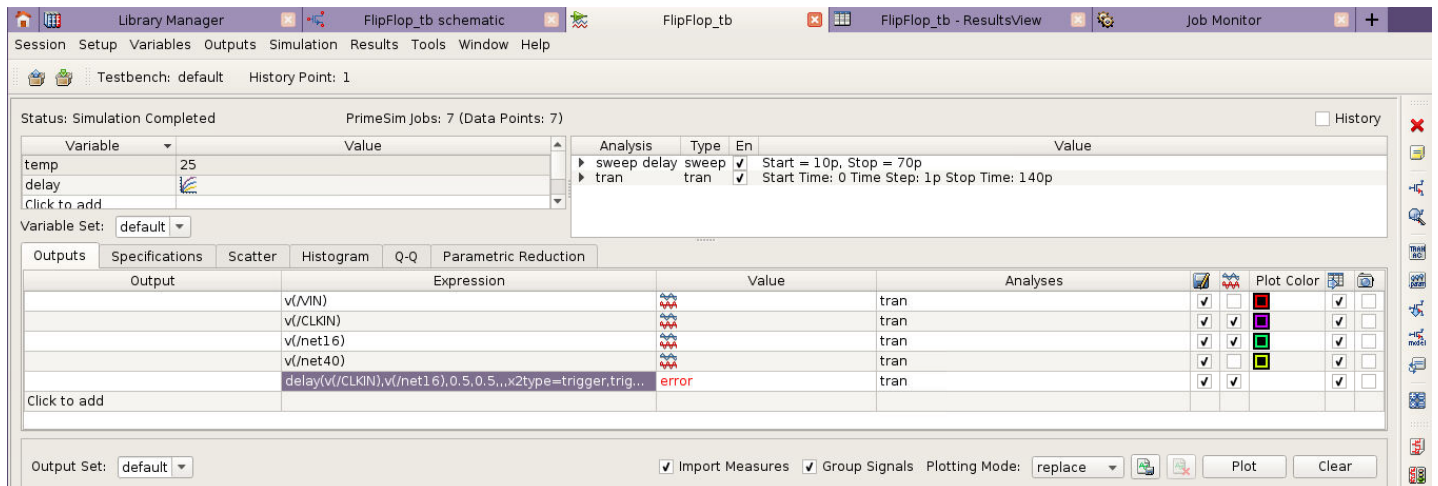 Library Manager FlipFlop_tb schematic FlipFlop_tb FlipFlop_tb - ResultsView Job Monitor +
Session Setup Variables Outputs Simulation Results Tools Window Help
Testbench: default History Point: 1
Status: Simulation Completed PrimeSim Jobs: 7 (Data Points: 7) History
Variable Value Analysis Type En Value
temp 25 sweep delay sweep Start = 10p, Stop = 70p
delay tran tran Start Time: 0 Time Step: 1p Stop Time: 140p
Click to add
Variable Set: default
Outputs Specifications Scatter Histogram Q-Q Parametric Reduction
Output Expression Value Analyses Plot Color
v(/VIN) tran
v(/CLKIN) tran
v(/net16) tran
v(/net40) tran
delay(v(/CLKIN),v(/net16),0.5,0.5,,,x2type=trigger,trig... error tran
Click to add
Output Set: default Import Measures Group Signals Plotting Mode: replace Plot Clear